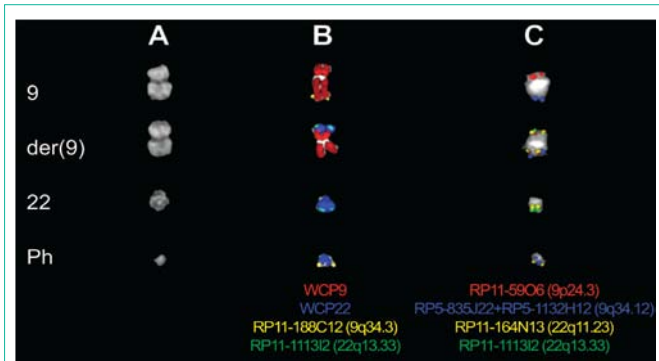 A B C
9
der(9)
22
Ph
WCP9
WCP22
RP11-188C12 (9q34.3)
RP11-1113I2 (22q13.33)
RP11-59O6 (9p24.3)
RP5-835J22+RP5-1132H12 (9q34.12)
RP11-164N13 (22q11.23)
RP11-1113I2 (22q13.33)